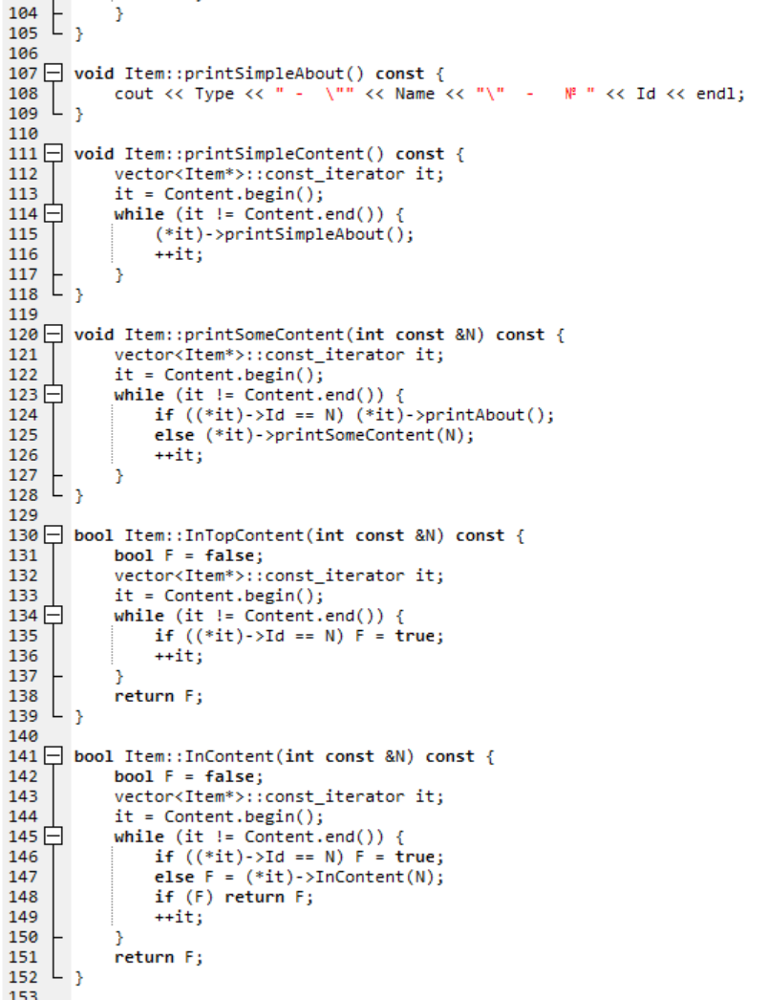 104 }
105 }
106
107 void Item::printSimpleAbout() const {
108 cout << Type << " -  \"" << Name << "\"  -   № " << Id << endl;
109 }
110
111 void Item::printSimpleContent() const {
112 vector<Item*>::const_iterator it;
113 it = Content.begin();
114 while (it != Content.end()) {
115 (*it)->printSimpleAbout();
116 ++it;
117 }
118 }
119
120 void Item::printSomeContent(int const &N) const {
121 vector<Item*>::const_iterator it;
122 it = Content.begin();
123 while (it != Content.end()) {
124 if ((*it)->Id == N) (*it)->printAbout();
125 else (*it)->printSomeContent(N);
126 ++it;
127 }
128 }
129
130 bool Item::InTopContent(int const &N) const {
131 bool F = false;
132 vector<Item*>::const_iterator it;
133 it = Content.begin();
134 while (it != Content.end()) {
135 if ((*it)->Id == N) F = true;
136 ++it;
137 }
138 return F;
139 }
140
141 bool Item::InContent(int const &N) const {
142 bool F = false;
143 vector<Item*>::const_iterator it;
144 it = Content.begin();
145 while (it != Content.end()) {
146 if ((*it)->Id == N) F = true;
147 else F = (*it)->InContent(N);
148 if (F) return F;
149 ++it;
150 }
151 return F;
152 }
153